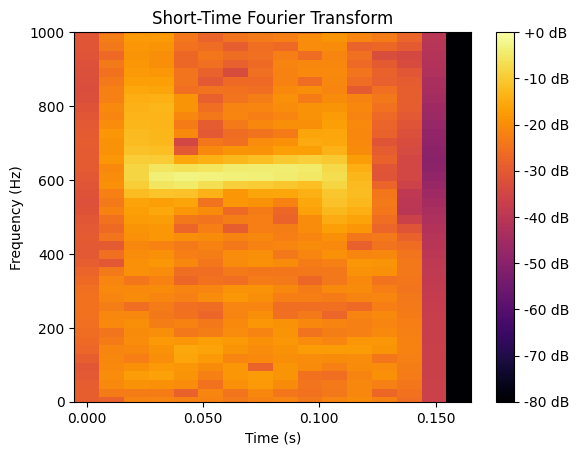 Short-Time Fourier Transform
Frequency (Hz)
1000
800
600
400
200
0
0.000
0.050
0.100
0.150
Time (s)
+0 dB
-10 dB
-20 dB
-30 dB
-40 dB
-50 dB
-60 dB
-70 dB
-80 dB